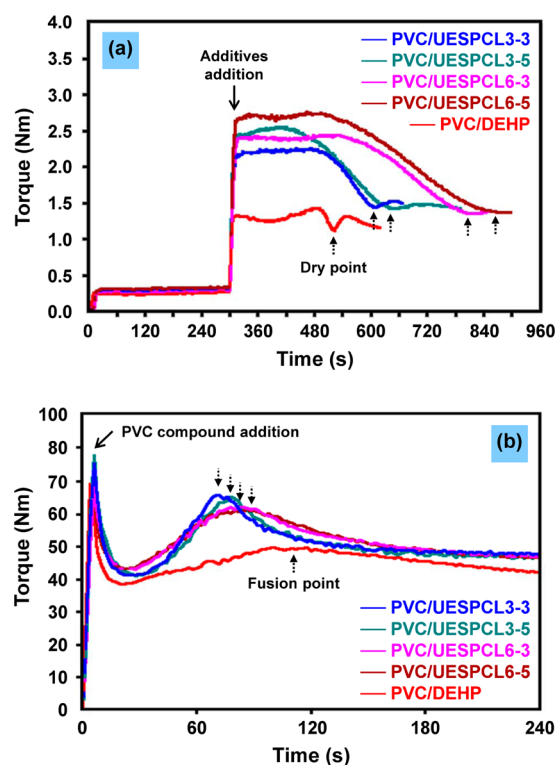 (a)
Additives
addition
PVC/UESPCL3-3
PVC/UESPCL3-5
PVC/UESPCL6-3
PVC/UESPCL6-5
PVC/DEHP
Torque (Nm)
4.0
3.5
3.0
2.5
2.0
1.5
1.0
0.5
0.0
Dry point
0 120 240 360 480 600 720 840 960
Time (s)
(b)
PVC compound addition
Torque (Nm)
100
90
80
70
60
50
40
30
20
10
0
Fusion point
PVC/UESPCL3-3
PVC/UESPCL3-5
PVC/UESPCL6-3
PVC/UESPCL6-5
PVC/DEHP
0 60 120 180 240
Time (s)